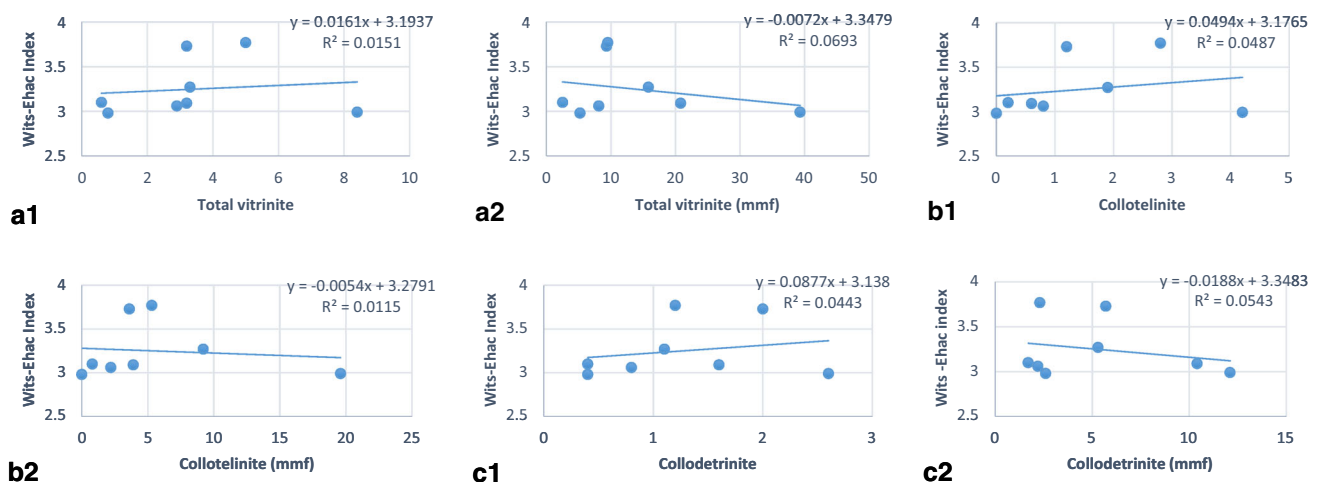 y = 0.0161x + 3.1937
R² = 0.0151
4
3.5
3
2.5
Wits-Ehac Index
0 2 4 6 8 10
Total vitrinite
a1
y = -0.0072x + 3.3479
R² = 0.0693
4
3.5
3
2.5
Wits-Ehac Index
0 10 20 30 40 50
Total vitrinite (mmf)
a2
y = 0.0494x + 3.1765
R² = 0.0487
4
3.5
3
2.5
Wits-Ehac Index
0 1 2 3 4 5
Collotelinite
b1
y = -0.0054x + 3.2791
R² = 0.0115
4
3.5
3
2.5
Wits-Ehac Index
0 5 10 15 20 25
Collotelinite (mmf)
b2
y = 0.0877x + 3.138
R² = 0.0443
4
3.5
3
2.5
Wits-Ehac Index
0 1 2 3
Collodetrinite
c1
y = -0.0188x + 3.3483
R² = 0.0543
4
3.5
3
2.5
Wits -Ehac index
0 5 10 15
Collodetrinite (mmf)
c2